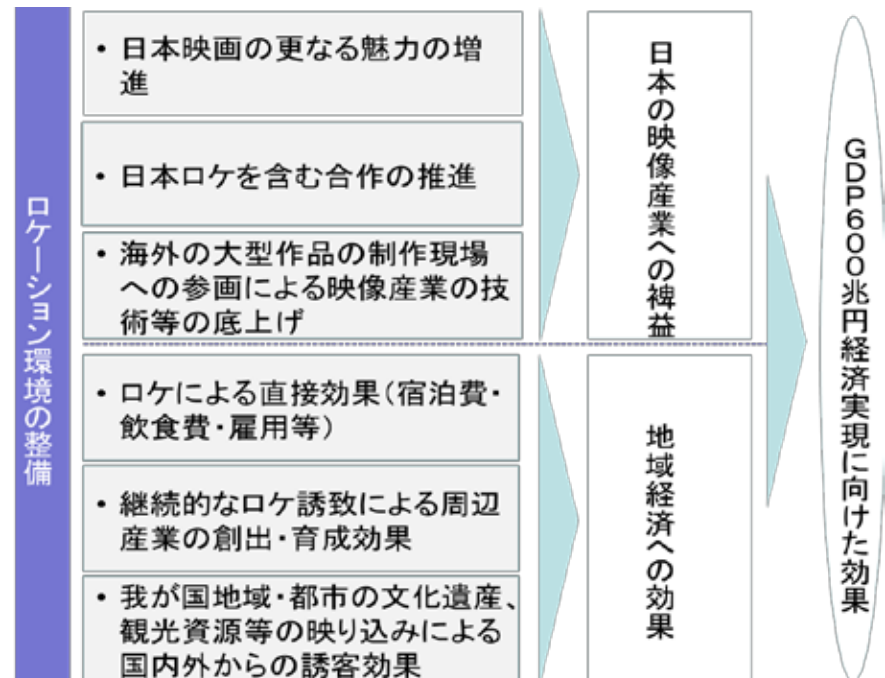 ロケーション環境の整備
・日本映画の更なる魅力の増
進
・日本ロケを含む合作の推進
・海外の大型作品の制作現場
への参画による映像産業の技
術等の底上げ
日本の映像産業への裨益
・ロケによる直接効果（宿泊費・
飲食費・雇用等）
・継続的なロケ誘致による周辺
産業の創出・育成効果
・我が国地域・都市の文化遺産、
観光資源等の映り込みによる
国内外からの誘客効果
地域経済への効果
GDP600兆円経済実現に向けた効果